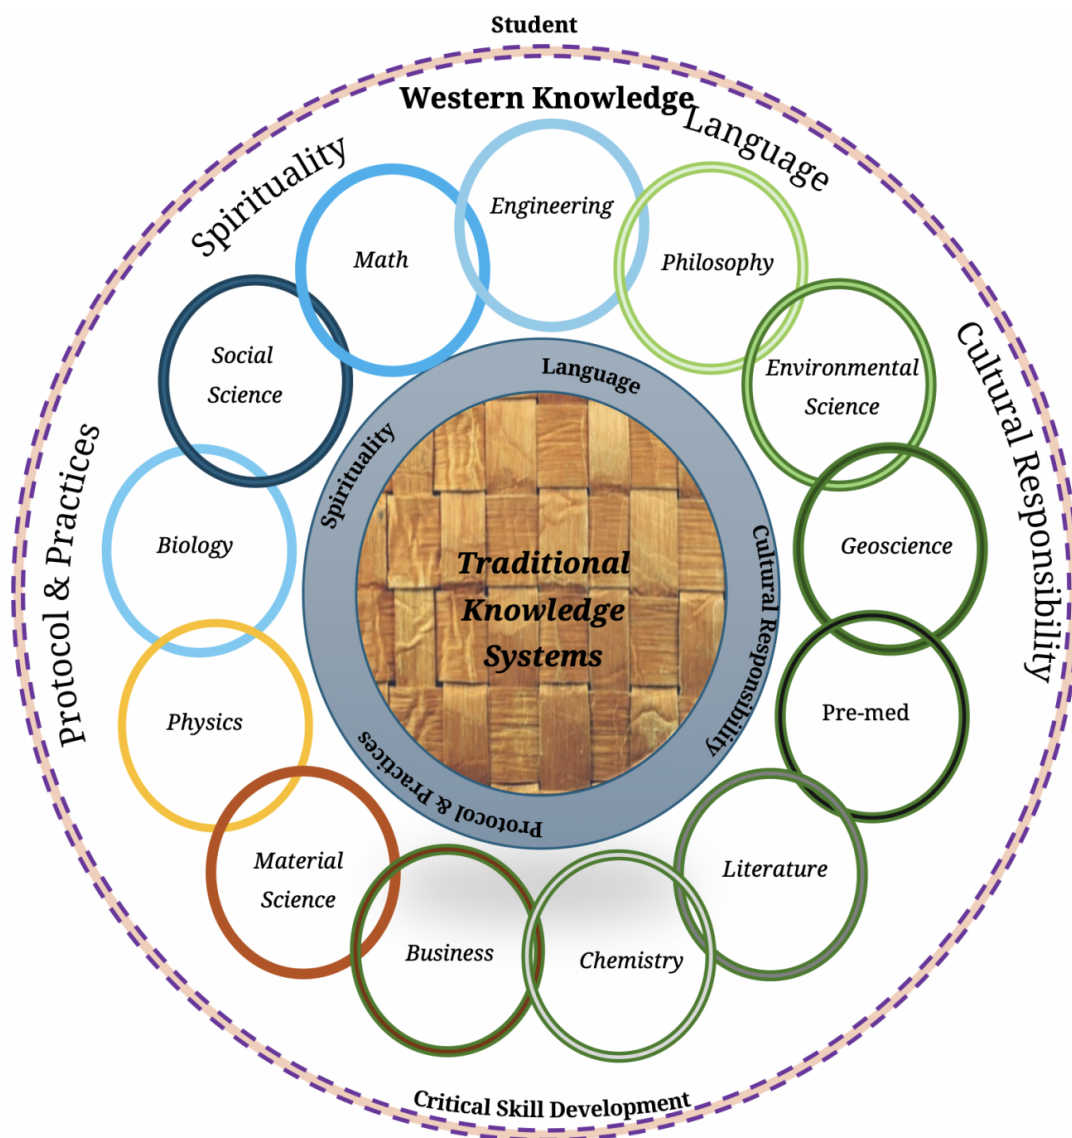 Student
Western Knowledge
Language
Spirituality
Engineering
Math
Philosophy
Social
Science
Environmental
Science
Language
Spirituality
Cultural Responsibility
Protocol & Practices
Biology
Geoscience
Traditional
Knowledge
Systems
Cultural Responsibility
Physics
Pre-med
Protocol & Practices
Material
Science
Literature
Business
Chemistry
Critical Skill Development